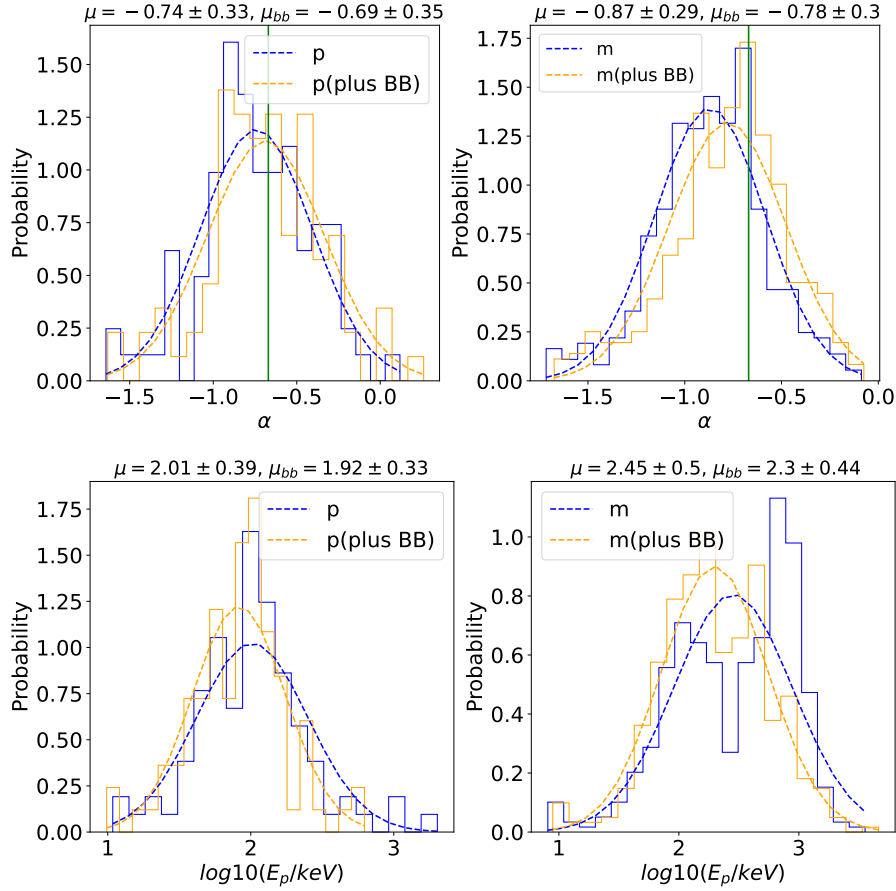 μ = −0.74 ± 0.33, μ_bb = −0.69 ± 0.35
p
p(plus BB)
Probability
1.50
1.25
1.00
0.75
0.50
0.25
0.00
−1.5
−1.0
−0.5
0.0
α
μ = −0.87 ± 0.29, μ_bb = −0.78 ± 0.3
m
m(plus BB)
Probability
1.75
1.50
1.25
1.00
0.75
0.50
0.25
0.00
−1.5
−1.0
−0.5
0.0
α
μ = 2.01 ± 0.39, μ_bb = 1.92 ± 0.33
p
p(plus BB)
Probability
1.75
1.50
1.25
1.00
0.75
0.50
0.25
0.00
1
2
3
log10(E_p/keV)
μ = 2.45 ± 0.5, μ_bb = 2.3 ± 0.44
m
m(plus BB)
Probability
1.0
0.8
0.6
0.4
0.2
0.0
1
2
3
log10(E_p/keV)